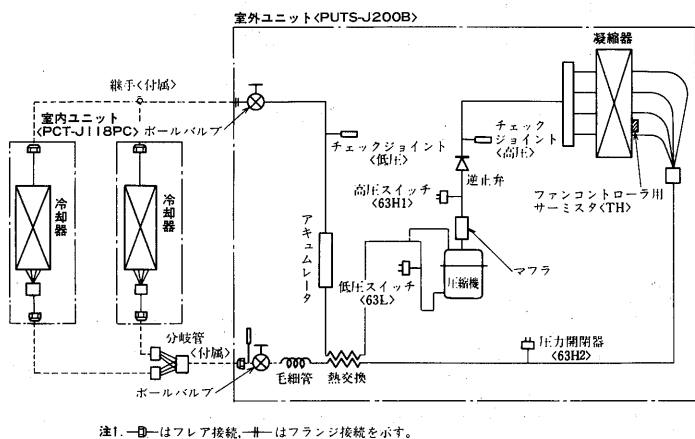 室外ユニット<PUTS-J200B>
凝縮器
継手<付属>
室内ユニット
<PCT-J118PC>
ボールバルブ
チェックジョイント
<低圧>
チェック
ジョイント
<高圧>
逆止弁
高圧スイッチ
<63H1>
ファンコントローラ用
サーミスタ<TH>
冷却器
冷却器
アキュムレータ
低圧スイッチ
<63L>
圧縮機
マフラ
分岐管
<付属>
ボールバルブ
毛細管
熱交換
圧力開閉器
<63H2>
注1. はフレア接続, はフランジ接続を示す。